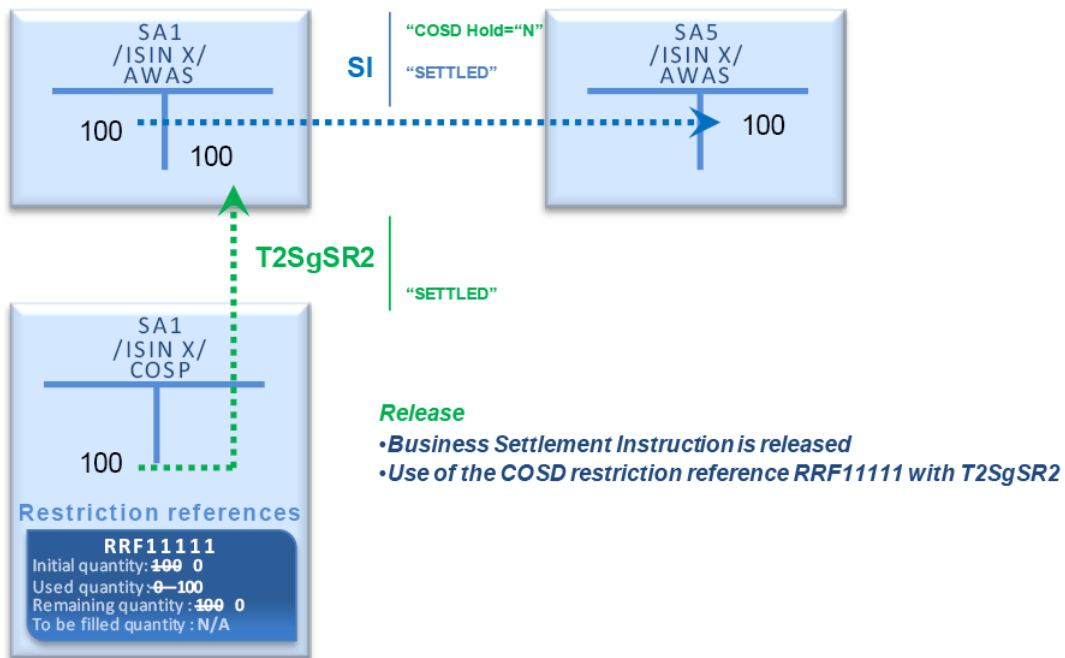 SA1
/ISIN X/
AWAS
100
100
SI
“COSD Hold=“N”
“SETTLED”
SA5
/ISIN X/
AWAS
100
T2SgSR2
“SETTLED”
SA1
/ISIN X/
COSP
100
Restriction references
RRF11111
Initial quantity: 100 0
Used quantity: 0 100
Remaining quantity : 100 0
To be filled quantity : N/A
Release
•Business Settlement Instruction is released
•Use of the COSD restriction reference RRF11111 with T2SgSR2